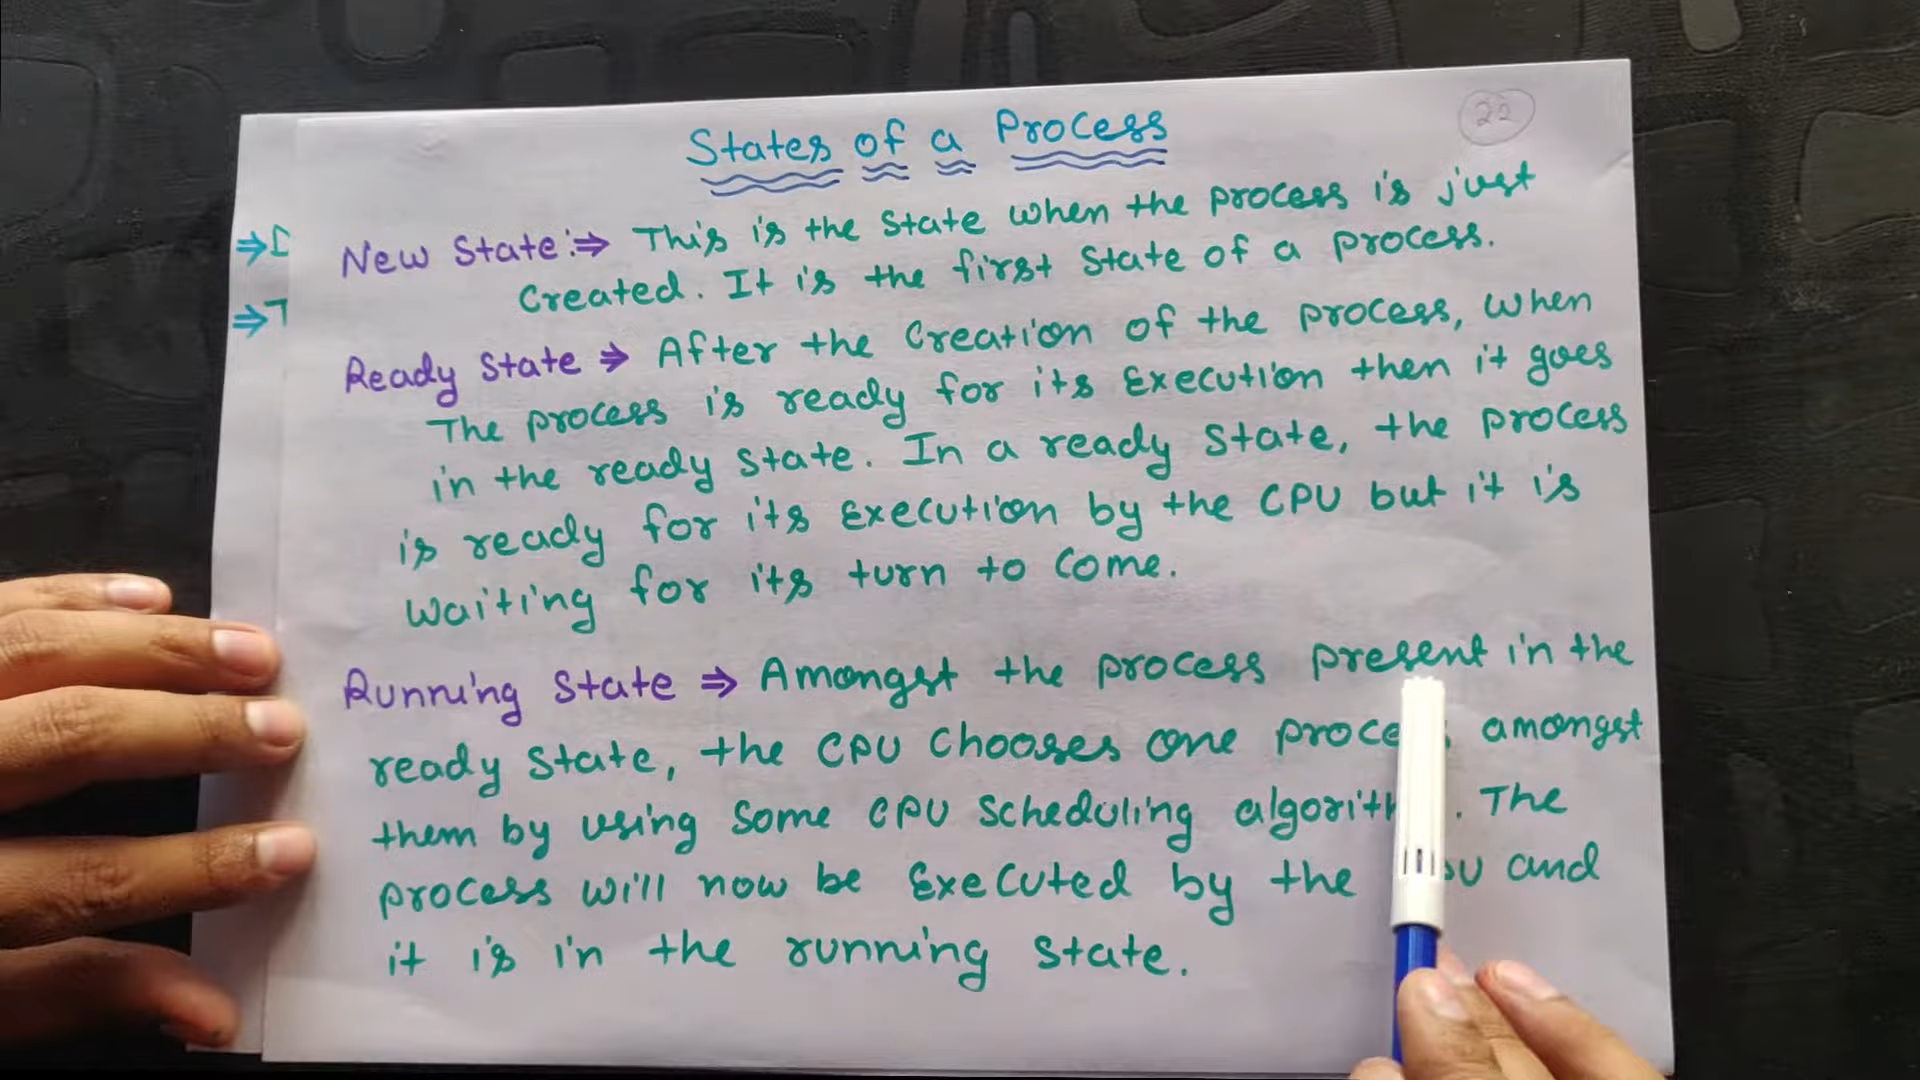 States of a Process
22
New State:⇒ This is the State when the process is just
Created. It is the first State of a process.
Ready State ⇒ After the Creation of the process, when
The process is ready for its Execution then it goes
in the ready state. In a ready State, the process
is ready for its Execution by the CPU but it is
waiting for its turn to Come.
Running State ⇒ Amongst the process present in the
ready State, the CPU Chooses one amongst
them by using Some CPU Scheduling The
process will now be Executed by the and
it is in the running State.